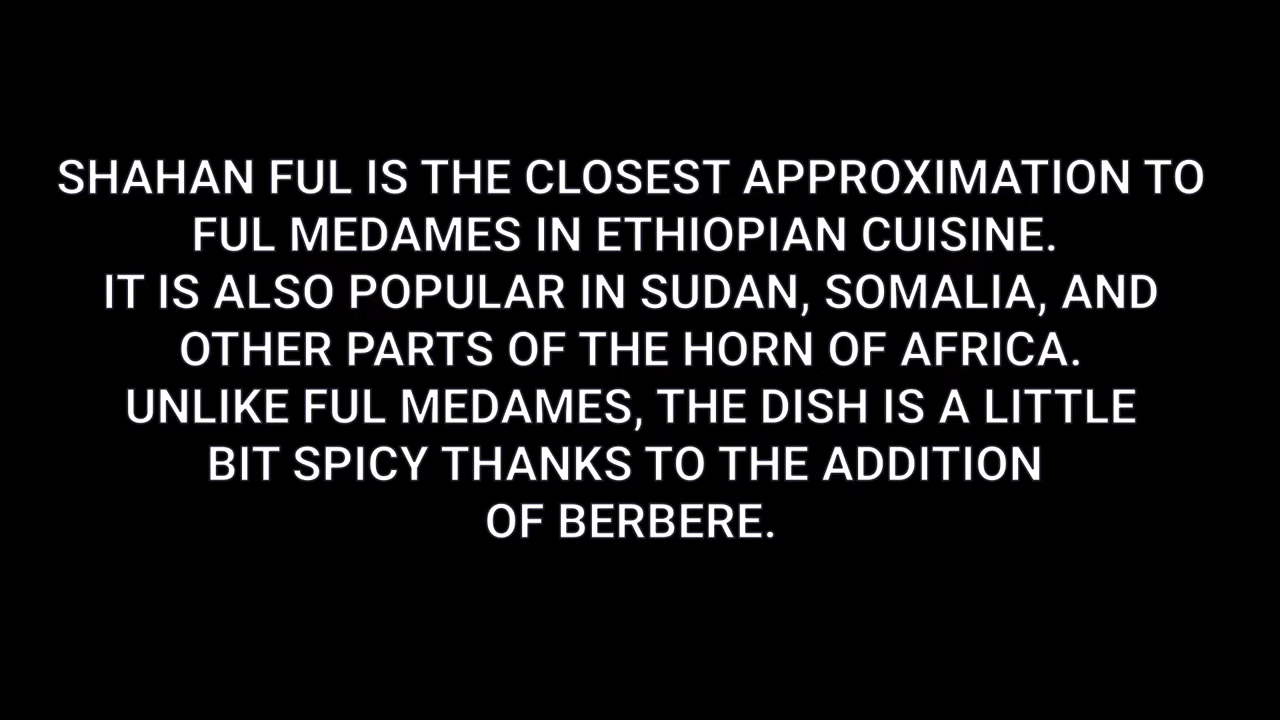 SHAHAN FUL IS THE CLOSEST APPROXIMATION TO
FUL MEDAMES IN ETHIOPIAN CUISINE.
IT IS ALSO POPULAR IN SUDAN, SOMALIA, AND
OTHER PARTS OF THE HORN OF AFRICA.
UNLIKE FUL MEDAMES, THE DISH IS A LITTLE
BIT SPICY THANKS TO THE ADDITION
OF BERBERE.